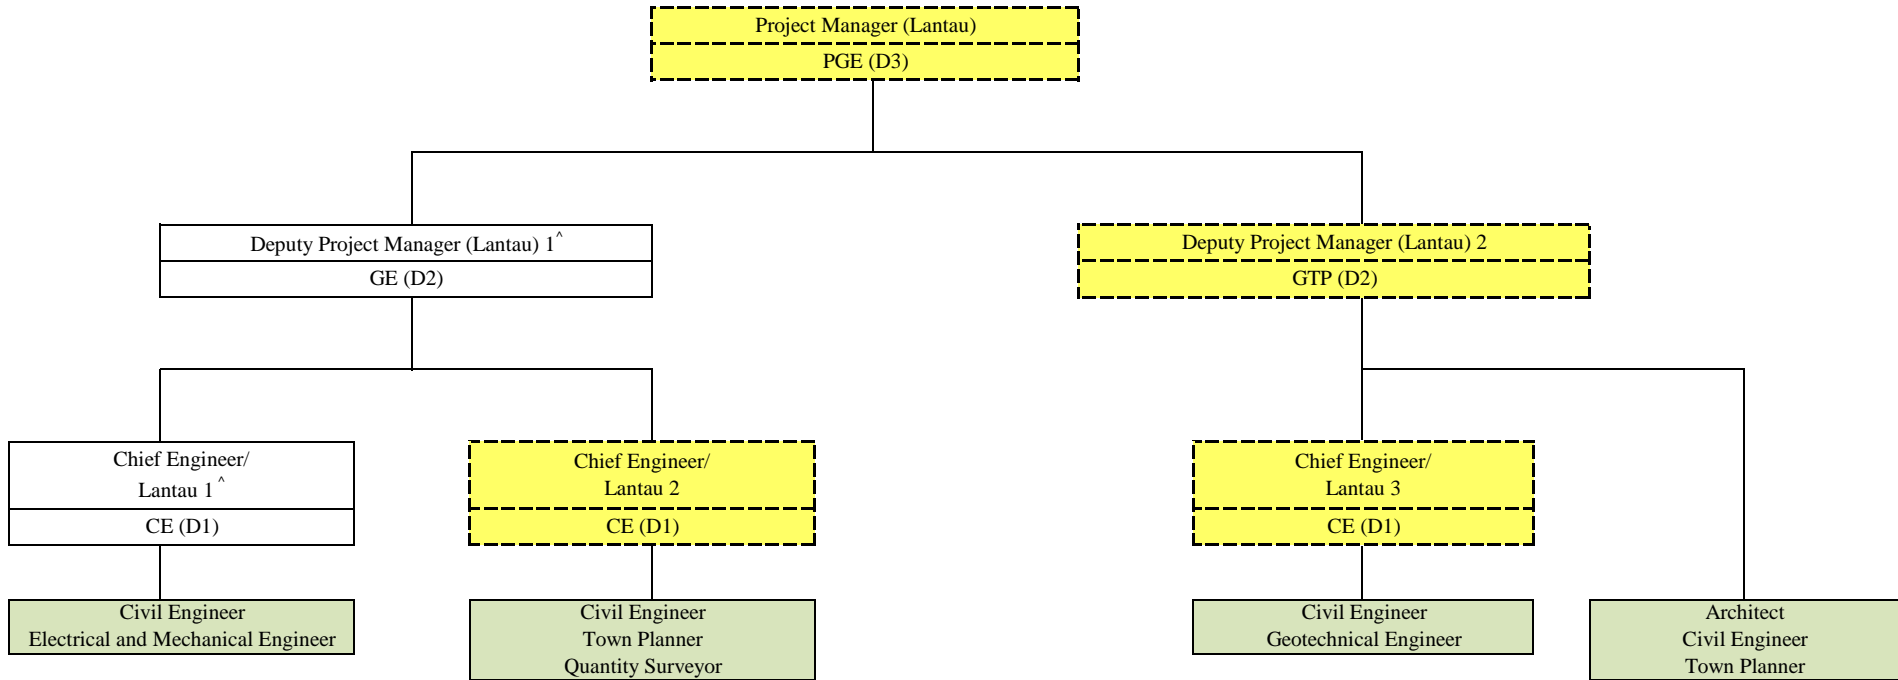 Project Manager (Lantau)
PGE (D3)
Deputy Project Manager (Lantau) 1^
GE (D2)
Deputy Project Manager (Lantau) 2
GTP (D2)
Chief Engineer/
Lantau 1 ^
CE (D1)
Chief Engineer/
Lantau 2
CE (D1)
Chief Engineer/
Lantau 3
CE (D1)
Civil Engineer
Electrical and Mechanical Engineer
Civil Engineer
Town Planner
Quantity Surveyor
Civil Engineer
Geotechnical Engineer
Architect
Civil Engineer
Town Planner